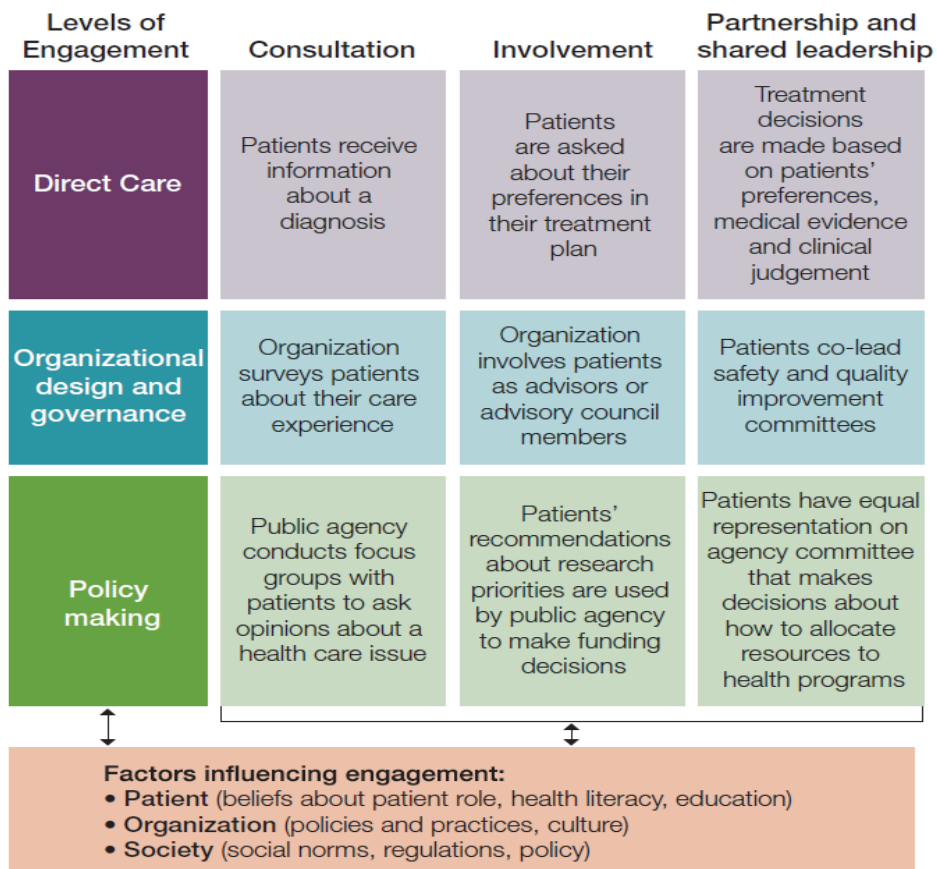 Levels of
Engagement
Consultation
Involvement
Partnership and
shared leadership
Direct Care
Patients receive
information
about a
diagnosis
Patients
are asked
about their
preferences in
their treatment
plan
Treatment
decisions
are made based
on patients’
preferences,
medical evidence
and clinical
judgement
Organizational
design and
governance
Organization
surveys patients
about their care
experience
Organization
involves patients
as advisors or
advisory council
members
Patients co-lead
safety and quality
improvement
committees
Policy
making
Public agency
conducts focus
groups with
patients to ask
opinions about a
health care issue
Patients’
recommendations
about research
priorities are used
by public agency
to make funding
decisions
Patients have equal
representation on
agency committee
that makes
decisions about
how to allocate
resources to
health programs
Factors influencing engagement:
• Patient (beliefs about patient role, health literacy, education)
• Organization (policies and practices, culture)
• Society (social norms, regulations, policy)